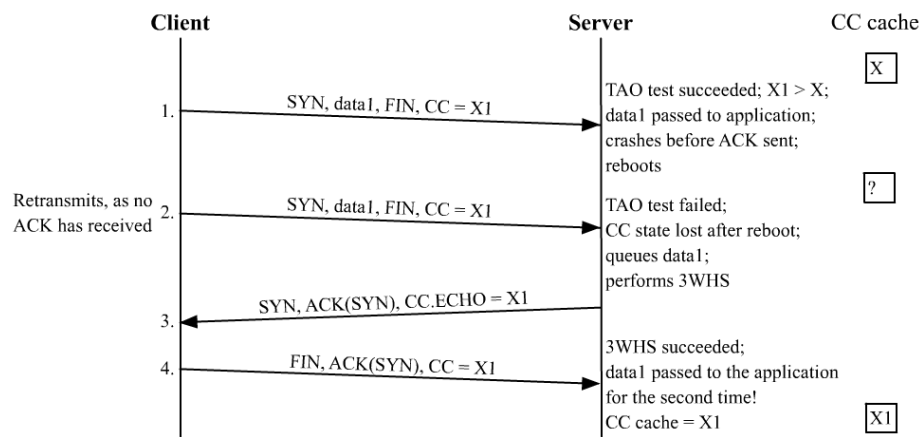 Client
Server
CC cache
X
SYN, data1, FIN, CC = X1
1.
TAO test succeeded; X1 > X;
data1 passed to application;
crashes before ACK sent;
reboots
?
Retransmits, as no
ACK has received
2.
SYN, data1, FIN, CC = X1
TAO test failed;
CC state lost after reboot;
queues data1;
performs 3WHS
SYN, ACK(SYN), CC.ECHO = X1
3.
FIN, ACK(SYN), CC = X1
4.
3WHS succeeded;
data1 passed to the application
for the second time!
CC cache = X1
X1